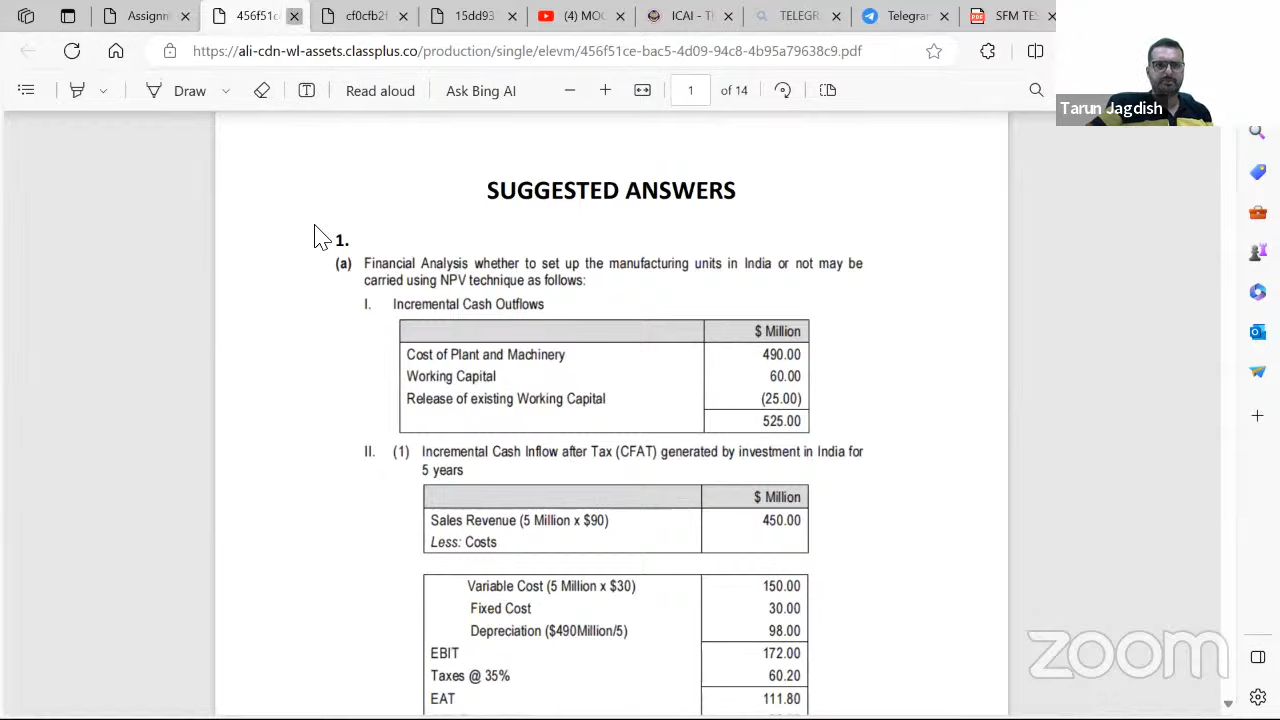 Assignm
456f51c
cf0cfb2f
15dd93
(4) MOU
ICAI - Th
TELEGR
Telegrar
SFM TES
https://ali-cdn-wl-assets.classplus.co/production/single/elevm/456f51ce-bac5-4d09-94c8-4b95a79638c9.pdf
Draw
Read aloud
Ask Bing AI
1
of 14
Tarun Jagdish
SUGGESTED ANSWERS
1.
(a) Financial Analysis whether to set up the manufacturing units in India or not may be
carried using NPV technique as follows:
I. Incremental Cash Outflows
$ Million
Cost of Plant and Machinery 490.00
Working Capital 60.00
Release of existing Working Capital (25.00)
525.00
II. (1) Incremental Cash Inflow after Tax (CFAT) generated by investment in India for
5 years
$ Million
Sales Revenue (5 Million x $90) 450.00
Less: Costs
Variable Cost (5 Million x $30) 150.00
Fixed Cost 30.00
Depreciation ($490Million/5) 98.00
EBIT 172.00
Taxes @ 35% 60.20
EAT 111.80
zoom